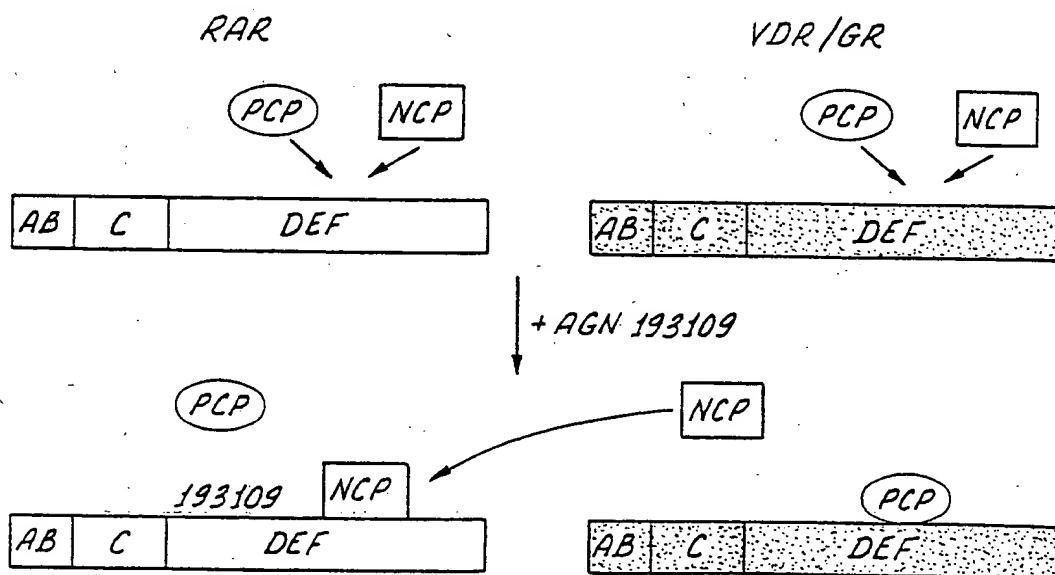 RAR
VDR/GR
PCP
NCP
PCP
NCP
AB
C
DEF
AB
C
DEF
+ AGN 193109
PCP
NCP
193109
NCP
PCP
AB
C
DEF
AB
C
DEF